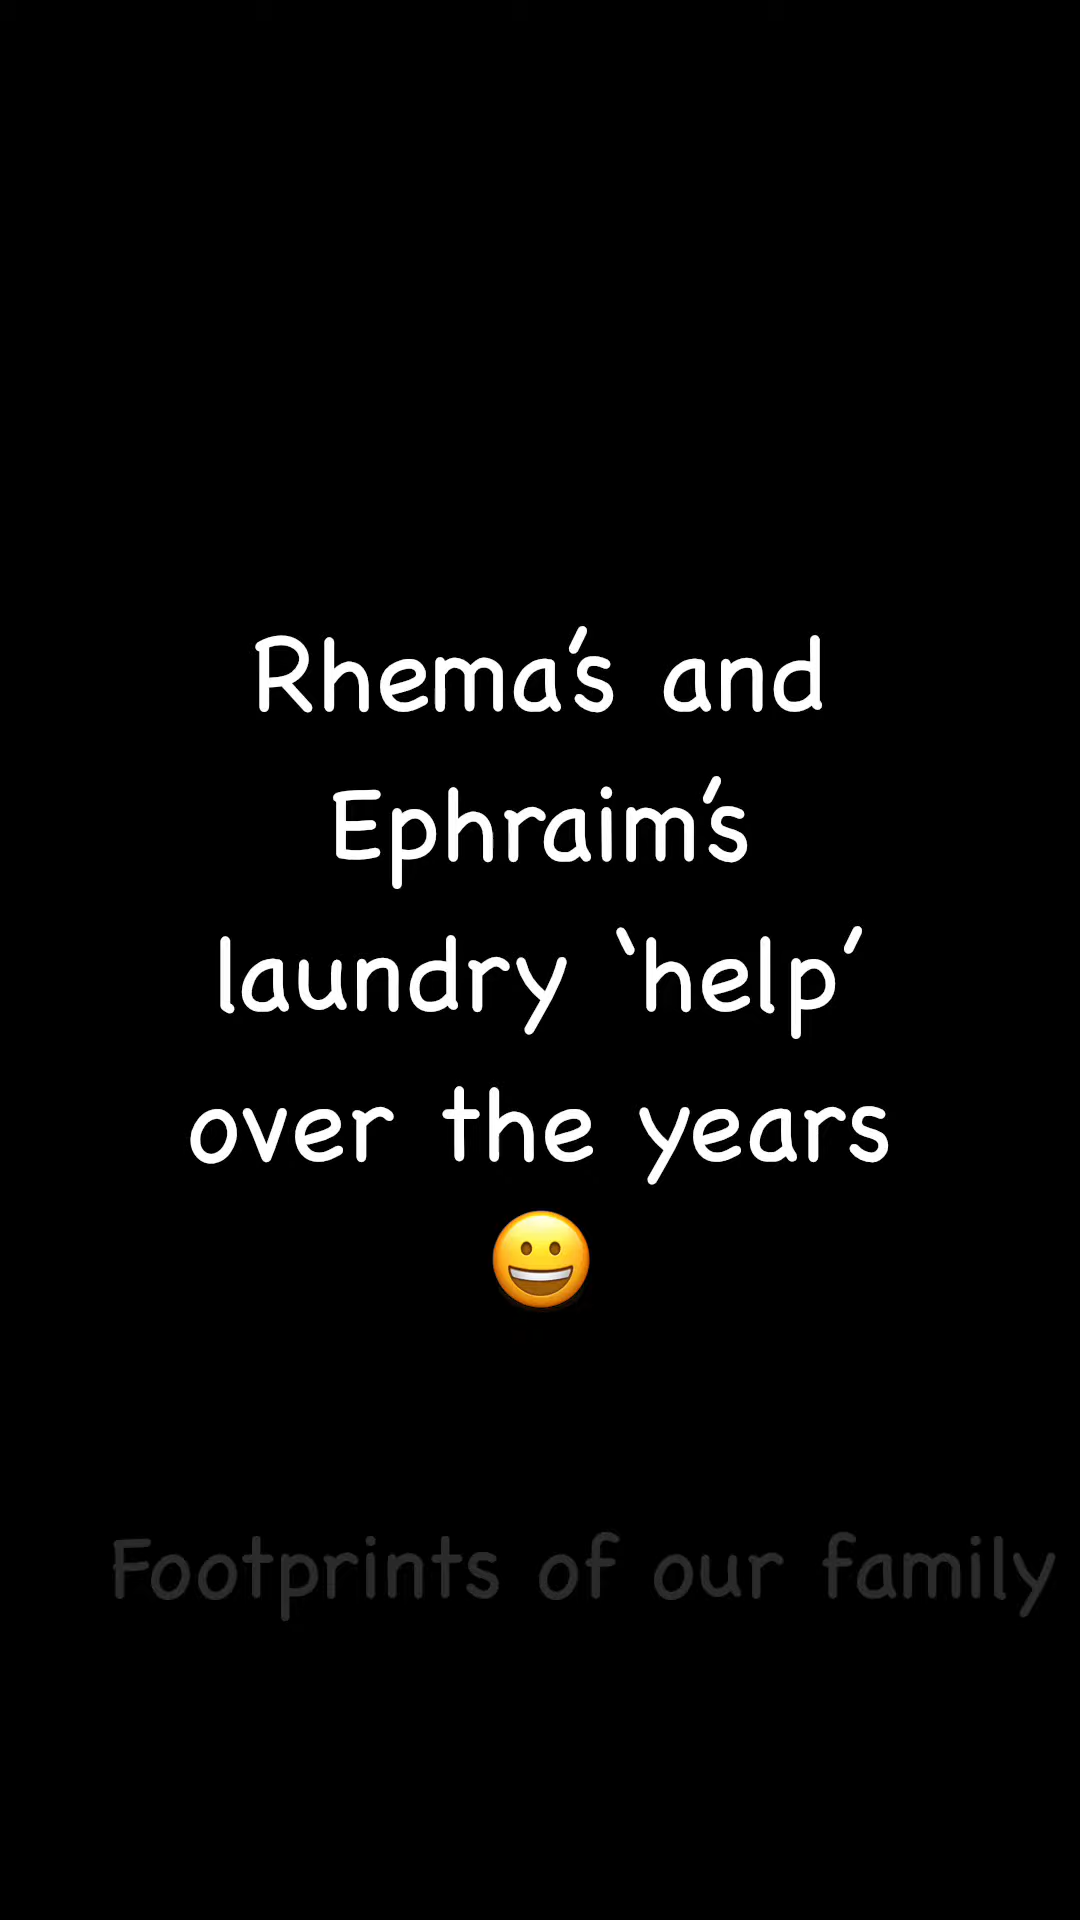 Rhema’s and
Ephraim’s
laundry ‘help’
over the years
😀
Footprints of our family